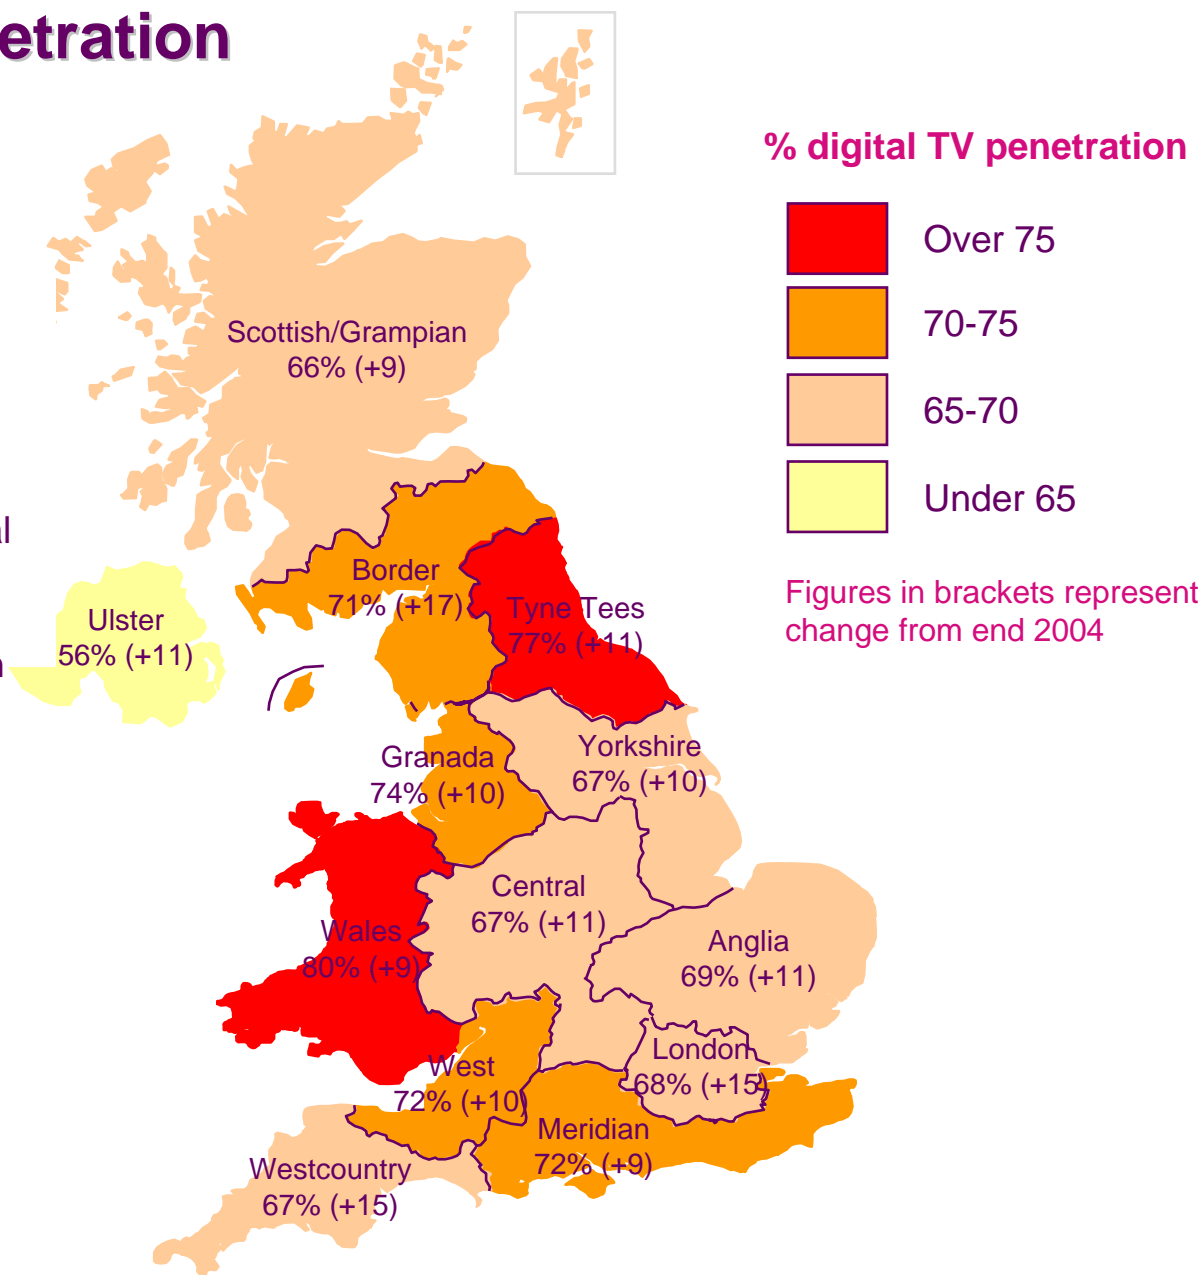 etration
% digital TV penetration
Over 75
70-75
65-70
Under 65
Figures in brackets represent
change from end 2004
Scottish/Grampian
66% (+9)
al
Border
71% (+17)
Ulster
56% (+11)
n
Tyne Tees
77% (+11)
Granada
74% (+10)
Yorkshire
67% (+10)
Central
67% (+11)
Wales
80% (+9)
Anglia
69% (+11)
London
68% (+15)
West
72% (+10)
Meridian
72% (+9)
Westcountry
67% (+15)